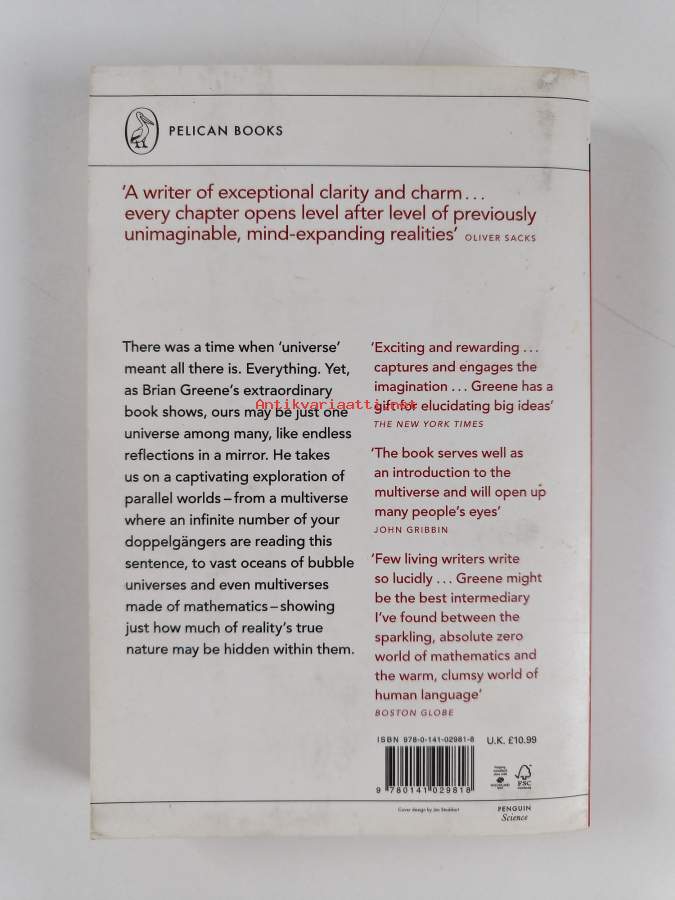 PELICAN BOOKS
'A writer of exceptional clarity and charm...
every chapter opens level after level of previously
unimaginable, mind-expanding realities' OLIVER SACKS
There was a time when 'universe'
meant all there is. Everything. Yet,
as Brian Greene's extraordinary
book shows, ours may be just one
universe among many, like endless
reflections in a mirror. He takes
us on a captivating exploration of
parallel worlds – from a multiverse
where an infinite number of your
doppelgängers are reading this
sentence, to vast oceans of bubble
universes and even multiverses
made of mathematics – showing
just how much of reality's true
nature may be hidden within them.
'Exciting and rewarding ...
captures and engages the
imagination ... Greene has a
gift for elucidating big ideas'
THE NEW YORK TIMES
'The book serves well as
an introduction to the
multiverse and will open up
many people's eyes'
JOHN GRIBBIN
'Few living writers write
so lucidly ... Greene might
be the best intermediary
I've found between the
sparkling, absolute zero
world of mathematics and
the warm, clumsy world of
human language'
BOSTON GLOBE
Antikvariaatti.net
ISBN 978-0-141-02981-8
U.K. £10.99
9 780141 029818
FSC
Cover design by Jim Stoddart
PENGUIN
Science